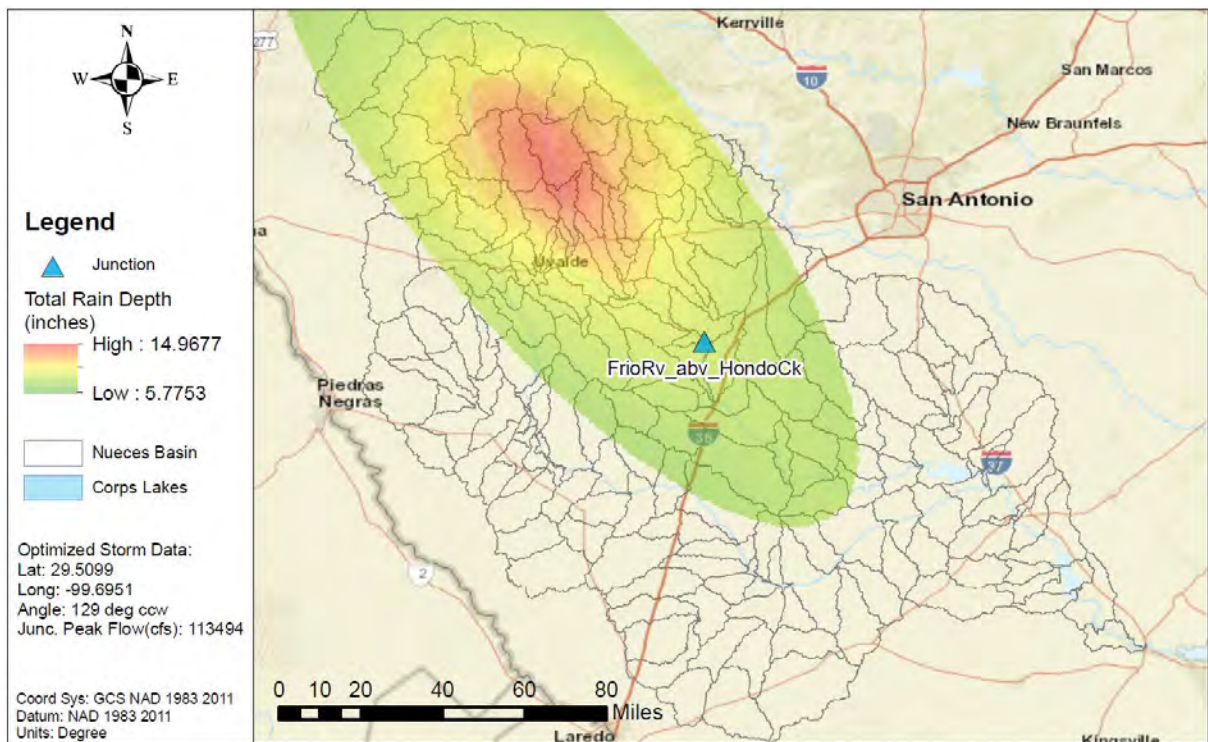 N
W
E
S
Legend
Junction
Total Rain Depth
(inches)
High : 14.9677
Low : 5.7753
Nueces Basin
Corps Lakes
Optimized Storm Data:
Lat: 29.5099
Long: -99.6951
Angle: 129 deg ccw
Junc. Peak Flow(cfs): 113494
Coord Sys: GCS NAD 1983 2011
Datum: NAD 1983 2011
Units: Degree
277
Kerrville
10
San Marcos
New Braunfels
San Antonio
Uvalde
FrioRv_abv_HondoCk
Piedras
Negras
35
37
2
0 10 20 40 60 80
Miles
Laredo
Kingsville